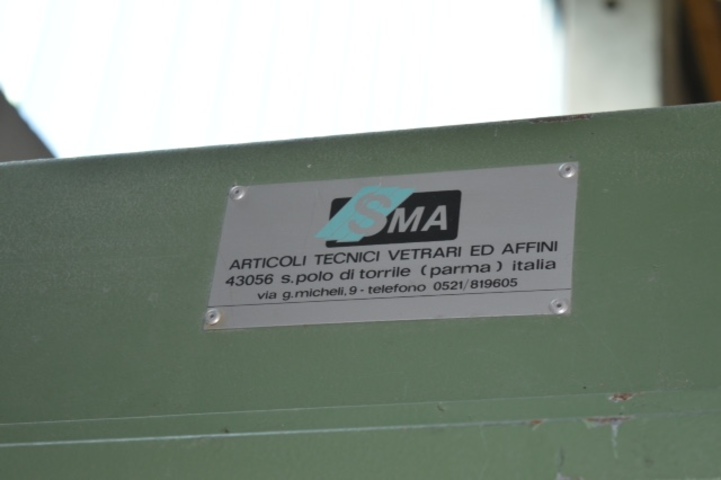 SMA
ARTICOLI TECNICI VETRARI ED AFFINI
43056 s.polo di torrile (parma) italia
via g.micheli,9 - telefono 0521/819605